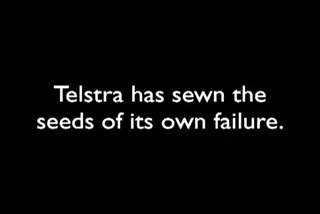 Telstra has sewn the
seeds of its own failure.